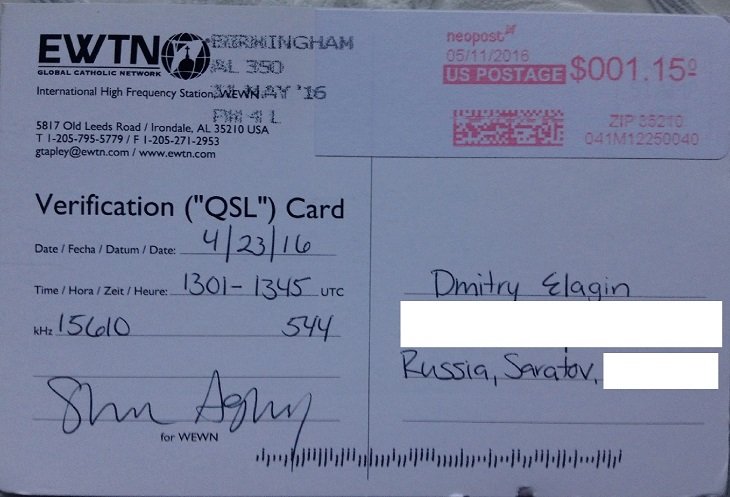 EWTN
GLOBAL CATHOLIC NETWORK
International High Frequency Station, WEWN
5817 Old Leeds Road / Irondale, AL 35210 USA
T 1-205-795-5779 / F 1-205-271-2953
gtapley@ewtn.com / www.ewtn.com
BIRMINGHAM
AL 350
MAY '16
PM 4 L
neopost
05/11/2016
US POSTAGE $001.15⁰
ZIP 35210
041M12250040
Verification ("QSL") Card
Date / Fecha / Datum / Date: 4/23/16
Time / Hora / Zeit / Heure: 1301-1345 UTC
kHz 15610 544
for WEWN
Dmitry Elagin
Russia, Saratov,